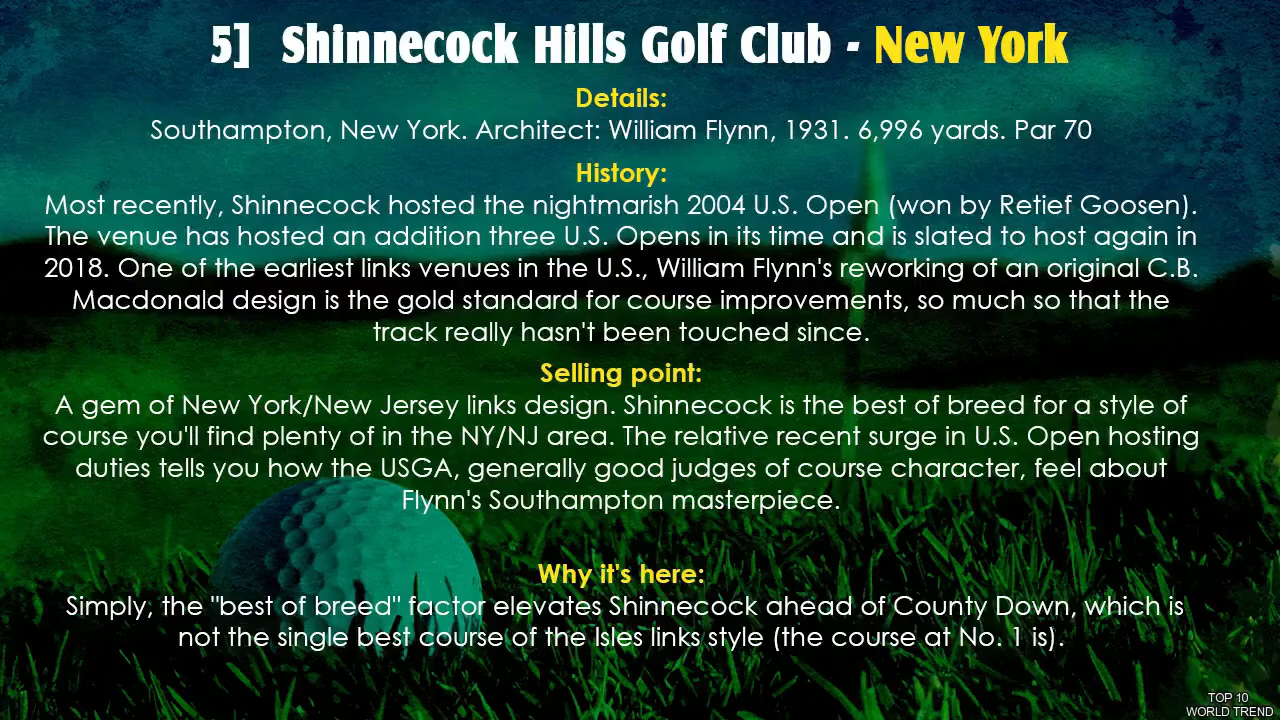 5] Shinnecock Hills Golf Club - New York
Details:
Southampton, New York. Architect: William Flynn, 1931. 6,996 yards. Par 70
History:
Most recently, Shinnecock hosted the nightmarish 2004 U.S. Open (won by Retief Goosen).
The venue has hosted an addition three U.S. Opens in its time and is slated to host again in
2018. One of the earliest links venues in the U.S., William Flynn's reworking of an original C.B.
Macdonald design is the gold standard for course improvements, so much so that the
track really hasn't been touched since.
Selling point:
A gem of New York/New Jersey links design. Shinnecock is the best of breed for a style of
course you'll find plenty of in the NY/NJ area. The relative recent surge in U.S. Open hosting
duties tells you how the USGA, generally good judges of course character, feel about
Flynn's Southampton masterpiece.
Why it's here:
Simply, the "best of breed" factor elevates Shinnecock ahead of County Down, which is
not the single best course of the Isles links style (the course at No. 1 is).
TOP 10
WORLD TREND